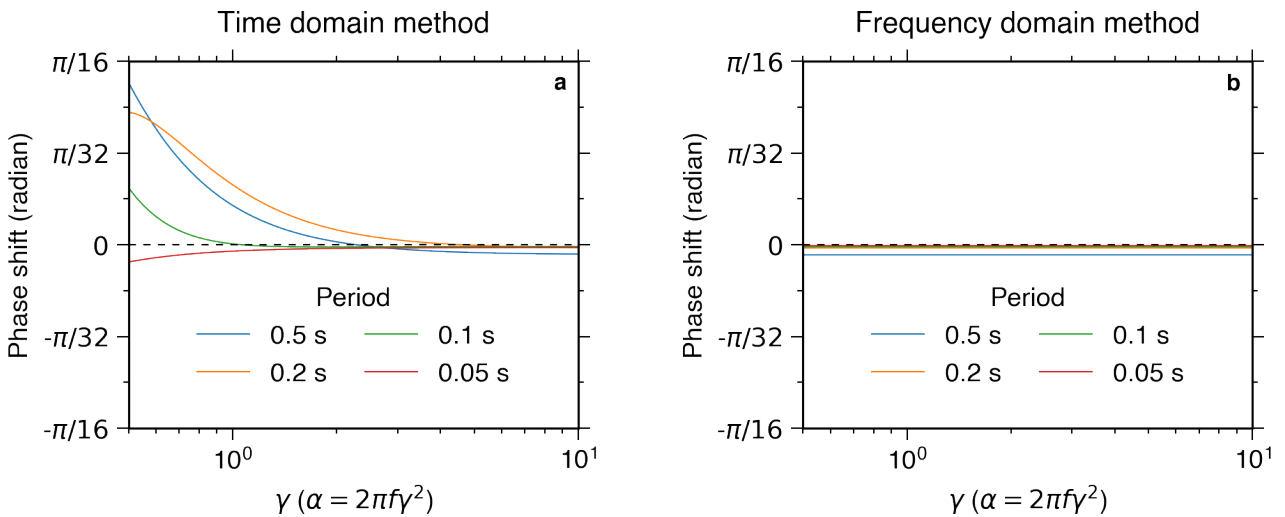 Time domain method
a
π/16
π/32
0
-π/32
-π/16
Phase shift (radian)
Period
0.5 s
0.1 s
0.2 s
0.05 s
10⁰
10¹
γ (α = 2πfγ²)
Frequency domain method
b
π/16
π/32
0
-π/32
-π/16
Phase shift (radian)
Period
0.5 s
0.1 s
0.2 s
0.05 s
10⁰
10¹
γ (α = 2πfγ²)